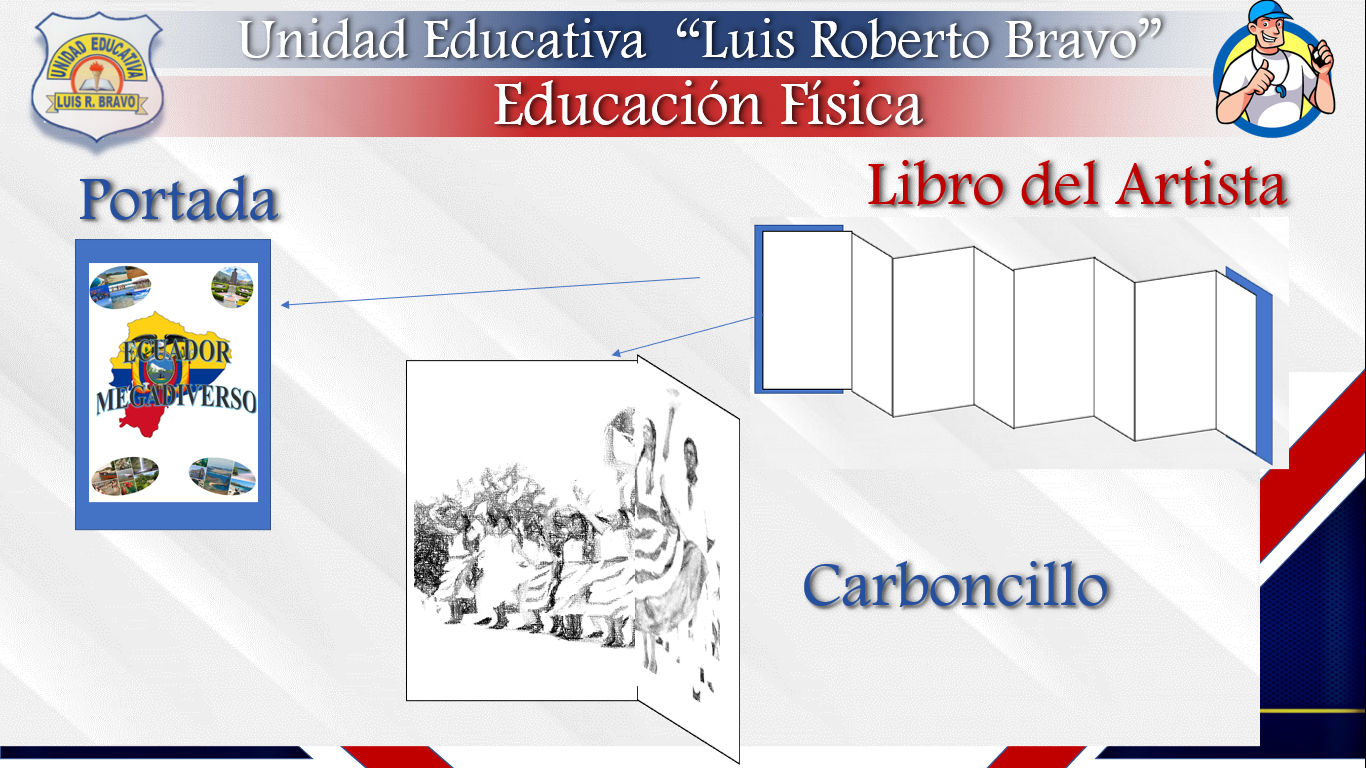 UNIDAD EDUCATIVA
LUIS R. BRAVO
Unidad Educativa “Luis Roberto Bravo”
Educación Física
Portada
Libro del Artista
ECUADOR
MEGADIVERSO
Carboncillo